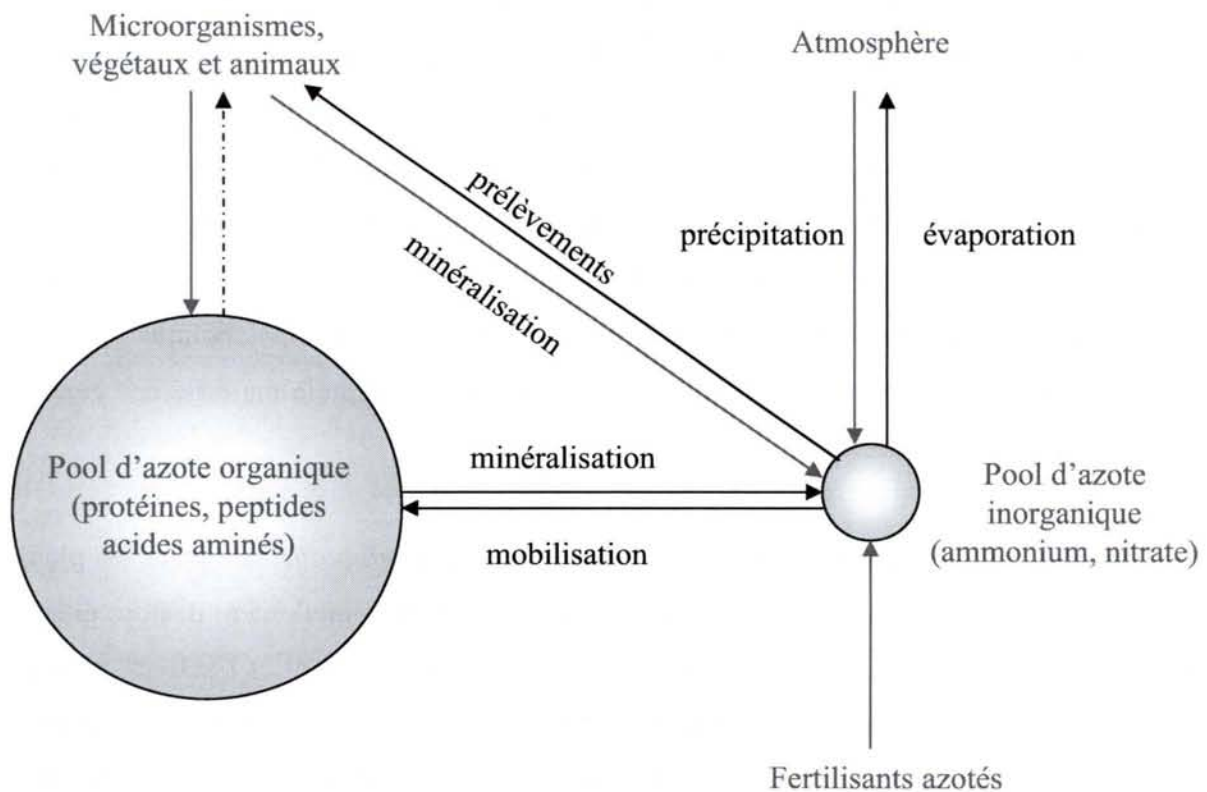 Microorganismes,
végétaux et animaux
Atmosphère
prélèvements
minéralisation
précipitation
évaporation
Pool d'azote organique
(protéines, peptides
acides aminés)
minéralisation
mobilisation
Pool d'azote
inorganique
(ammonium, nitrate)
Fertilisants azotés